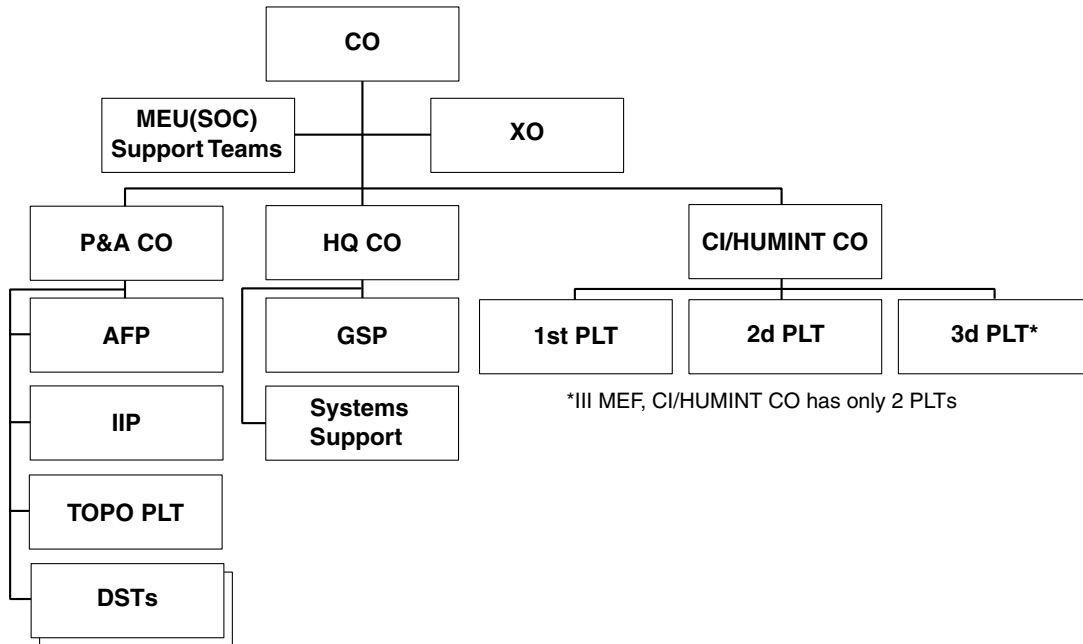 CO
MEU(SOC)
Support Teams
XO
P&A CO
HQ CO
CI/HUMINT CO
AFP
GSP
1st PLT
2d PLT
3d PLT*
*III MEF, CI/HUMINT CO has only 2 PLTs
IIP
Systems
Support
TOPO PLT
DSTs